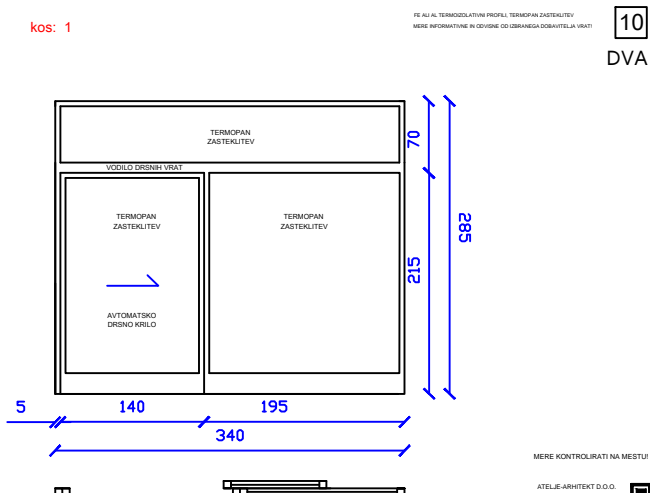 kos: 1
FE ALI AL TERMOIZOLATIVNI PROFILI, TERMOPAN ZASTEKLITEV
MERE INFORMATIVNE IN ODVISNE OD IZBRANEGA DOBAVITELJA VRAT!
10
DVA
TERMOPAN
ZASTEKLITEV
70
VODILO DRSNIH VRAT
TERMOPAN
ZASTEKLITEV
TERMOPAN
ZASTEKLITEV
285
215
AVTOMATSKO
DRSNO KRILO
5
140
195
340
MERE KONTROLIRATI NA MESTU!
ATELJE-ARHITEKT D.O.O.